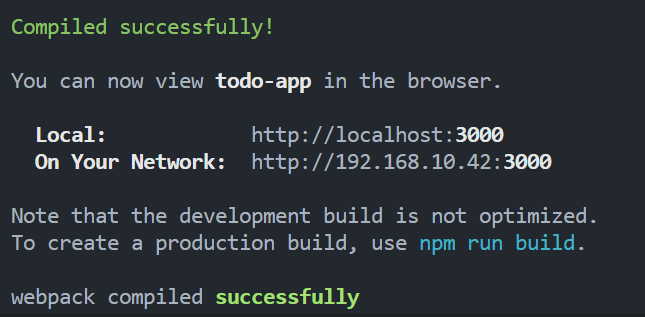 Compiled successfully!
You can now view todo-app in the browser.
Local: http://localhost:3000
On Your Network: http://192.168.10.42:3000
Note that the development build is not optimized.
To create a production build, use npm run build.
webpack compiled successfully